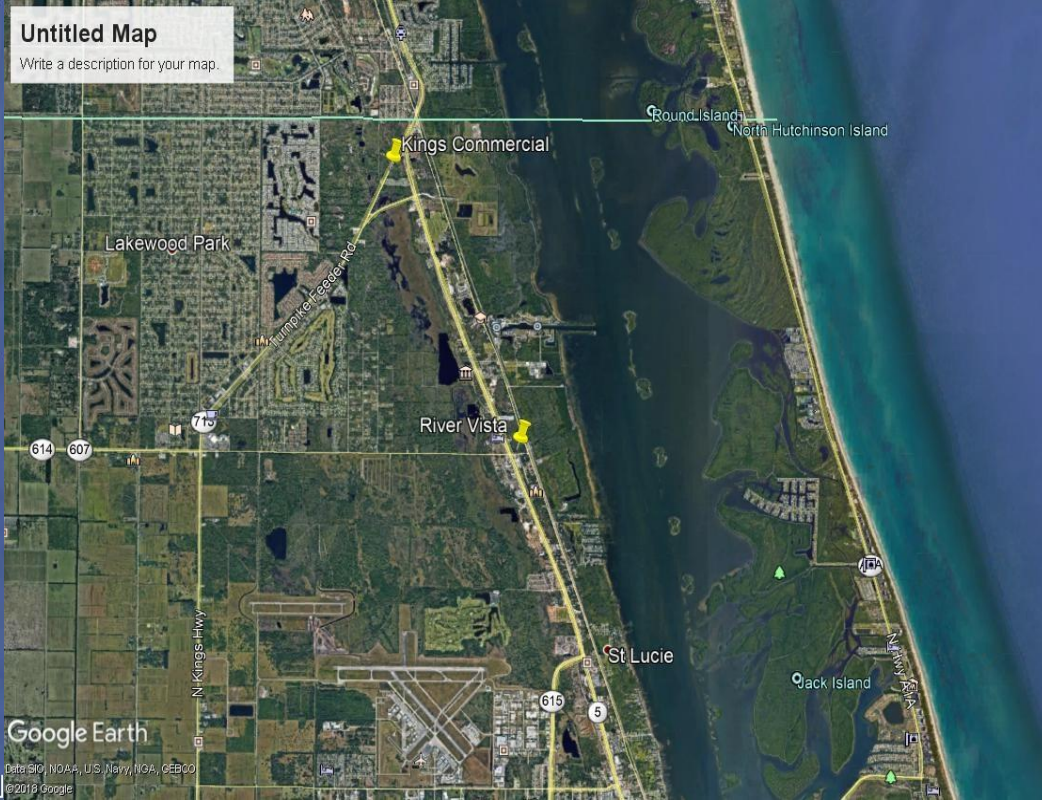 Untitled Map
Write a description for your map.
Round Island
North Hutchinson Island
Kings Commercial
Lakewood Park
Turnpike Feeder Rd
River Vista
713
614
607
A1A
N Kings Hwy
St Lucie
N Hwy A1A
Jack Island
615
5
Google Earth
Data SIO, NOAA, U.S. Navy, NGA, GEBCO
©2018 Google